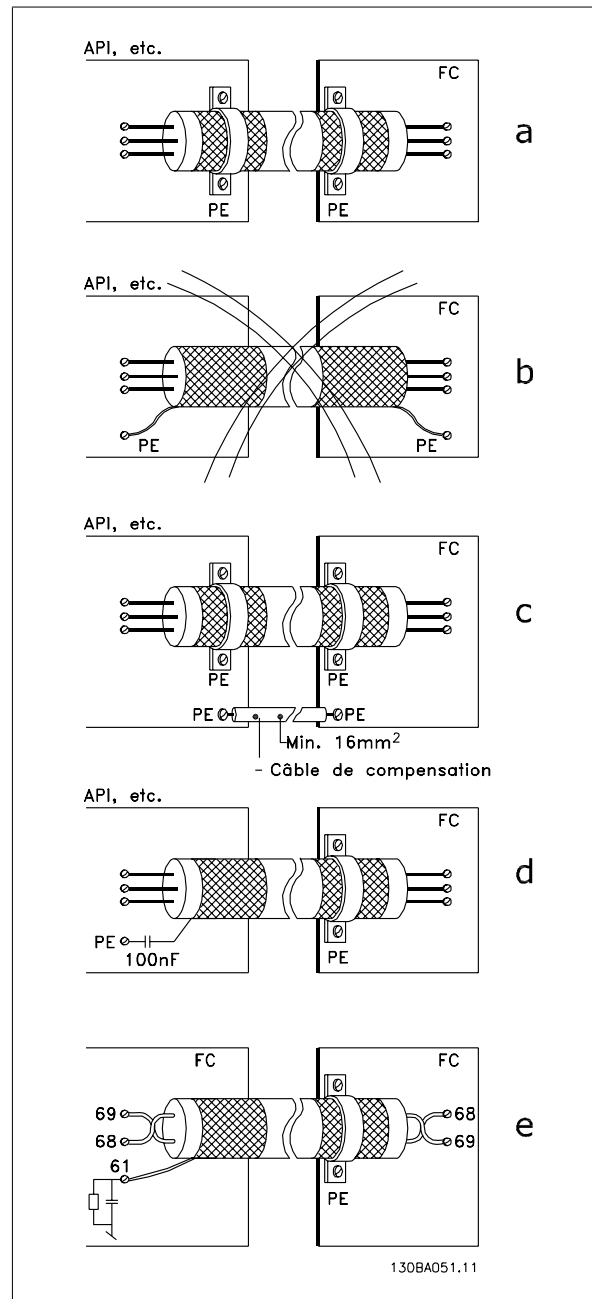 API, etc.
FC
a
PE
PE
API, etc.
FC
b
PE
PE
API, etc.
FC
c
PE
PE
PE
PE
Min. 16mm²
- Câble de compensation
API, etc.
FC
d
PE
100nF
PE
FC
FC
69
68
68
69
e
61
PE
130BA051.11